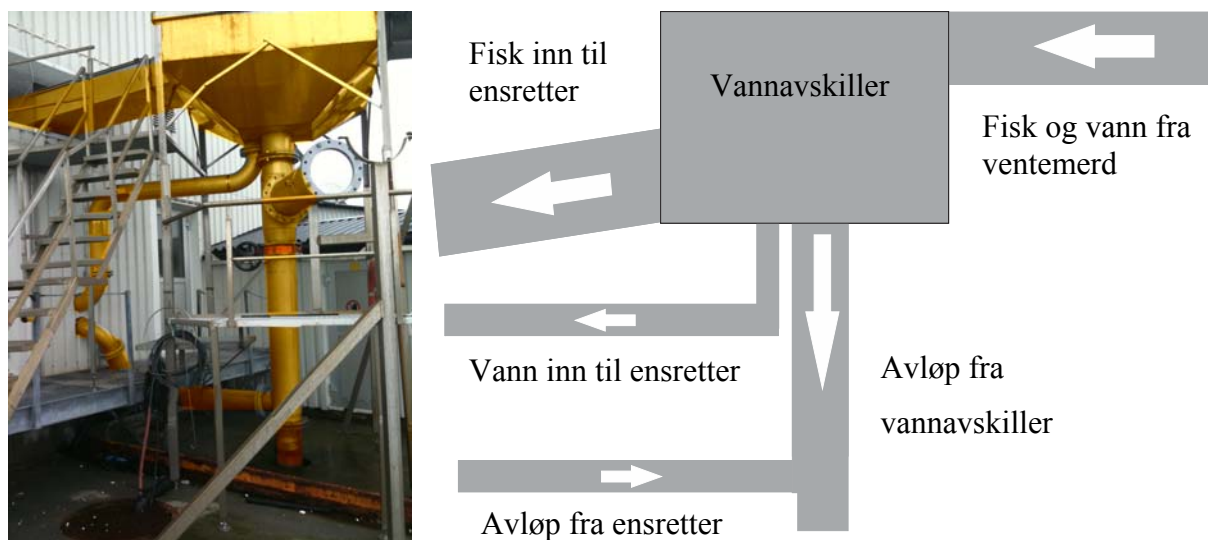 Fisk inn til
ensretter
Vannavskiller
Fisk og vann fra
ventemerd
Vann inn til ensretter
Avløp fra
vannavskiller
Avløp fra ensretter